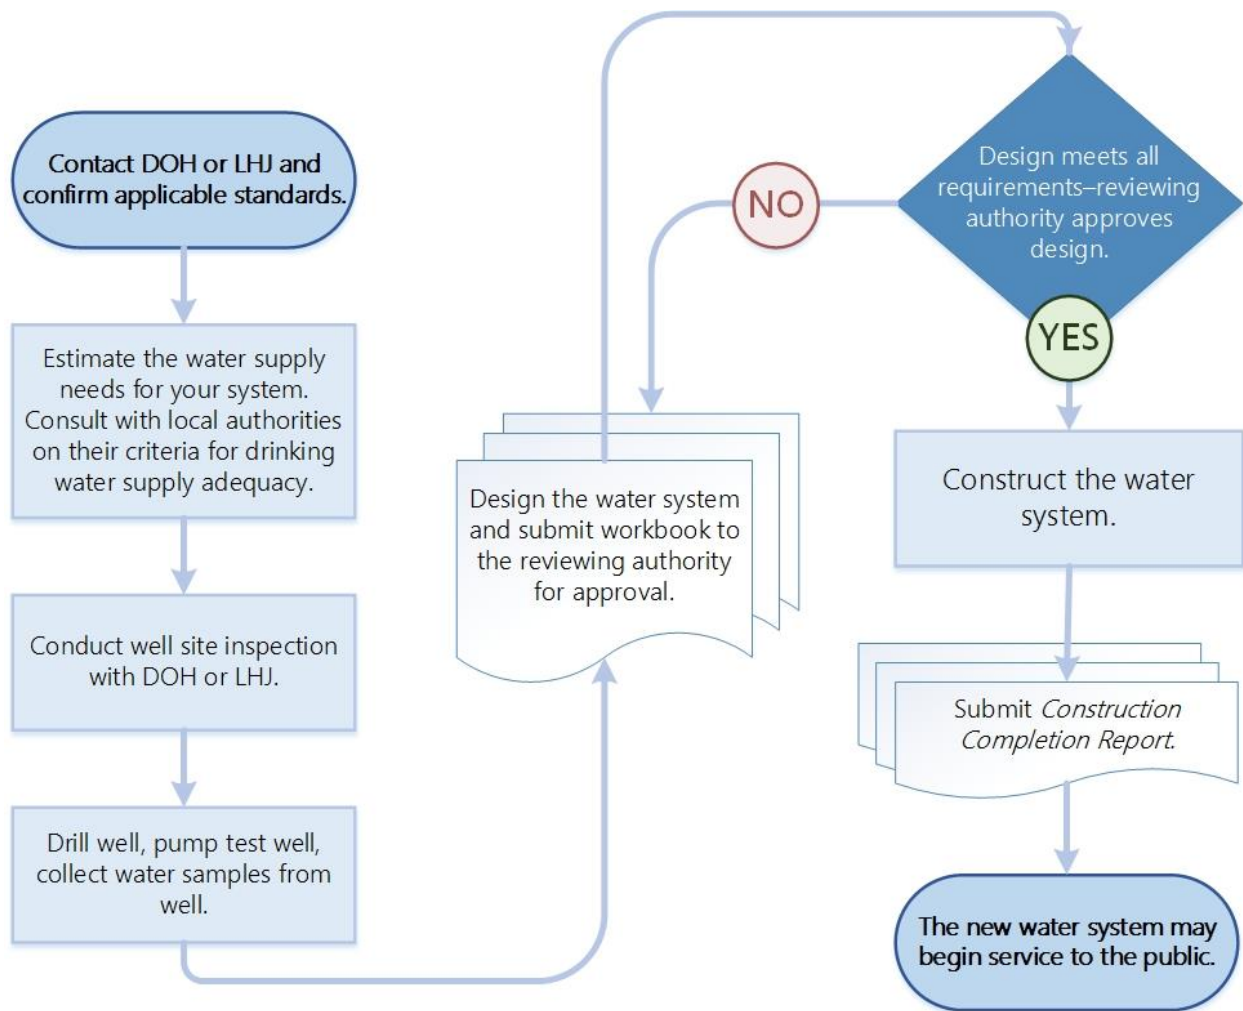 Contact DOH or LHJ and
confirm applicable standards.
Estimate the water supply
needs for your system.
Consult with local authorities
on their criteria for drinking
water supply adequacy.
Conduct well site inspection
with DOH or LHJ.
Drill well, pump test well,
collect water samples from
well.
Design the water system
and submit workbook to
the reviewing authority
for approval.
Design meets all
requirements–reviewing
authority approves
design.
NO
YES
Construct the water
system.
Submit Construction
Completion Report.
The new water system may
begin service to the public.